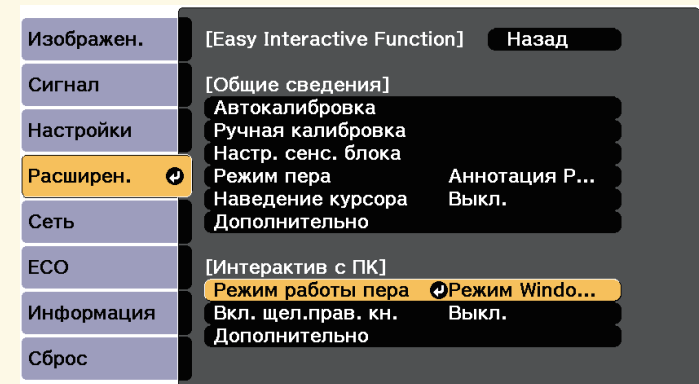 Изображен.
Сигнал
Настройки
Расширен.
Сеть
ECO
Информация
Сброс
[Easy Interactive Function] Назад
[Общие сведения]
Автокалибровка
Ручная калибровка
Настр. сенс. блока
Режим пера Аннотация P...
Наведение курсора Выкл.
Дополнительно
[Интерактив с ПК]
Режим работы пера Режим Windo...
Вкл. щел.прав. кн. Выкл.
Дополнительно